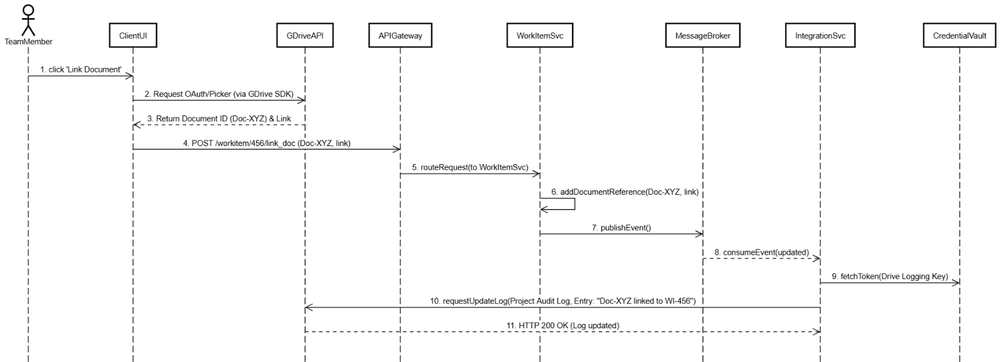 TeamMember
ClientUI
GDriveAPI
APIGateway
WorkItemSvc
MessageBroker
IntegrationSvc
CredentialVault
1. click 'Link Document'
2. Request OAuth/Picker (via GDrive SDK)
3. Return Document ID (Doc-XYZ) & Link
4. POST /workitem/456/link_doc (Doc-XYZ, link)
5. routeRequest(to WorkItemSvc)
6. addDocumentReference(Doc-XYZ, link)
7. publishEvent()
8. consumeEvent(updated)
9. fetchToken(Drive Logging Key)
10. requestUpdateLog(Project Audit Log, Entry: "Doc-XYZ linked to WI-456")
11. HTTP 200 OK (Log updated)